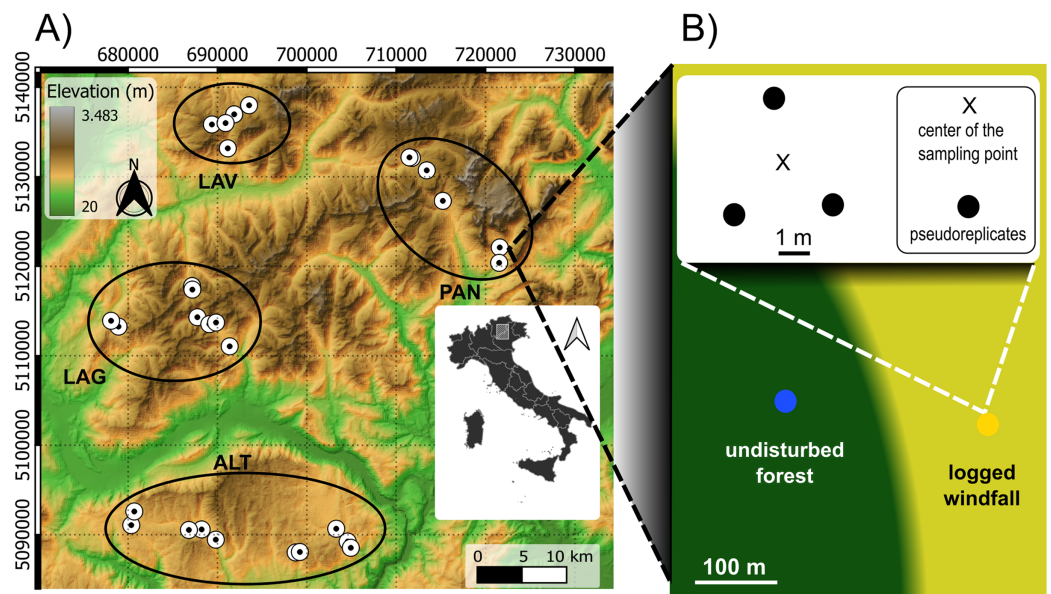 A)
B)
680000 690000 700000 710000 720000 730000
5140000
5130000
5120000
5110000
5100000
5090000
Elevation (m)
3.483
20
N
LAV
PAN
LAG
ALT
0 5 10 km
X
center of the
sampling point
pseudoreplicates
X
1 m
undisturbed
forest
logged
windfall
100 m